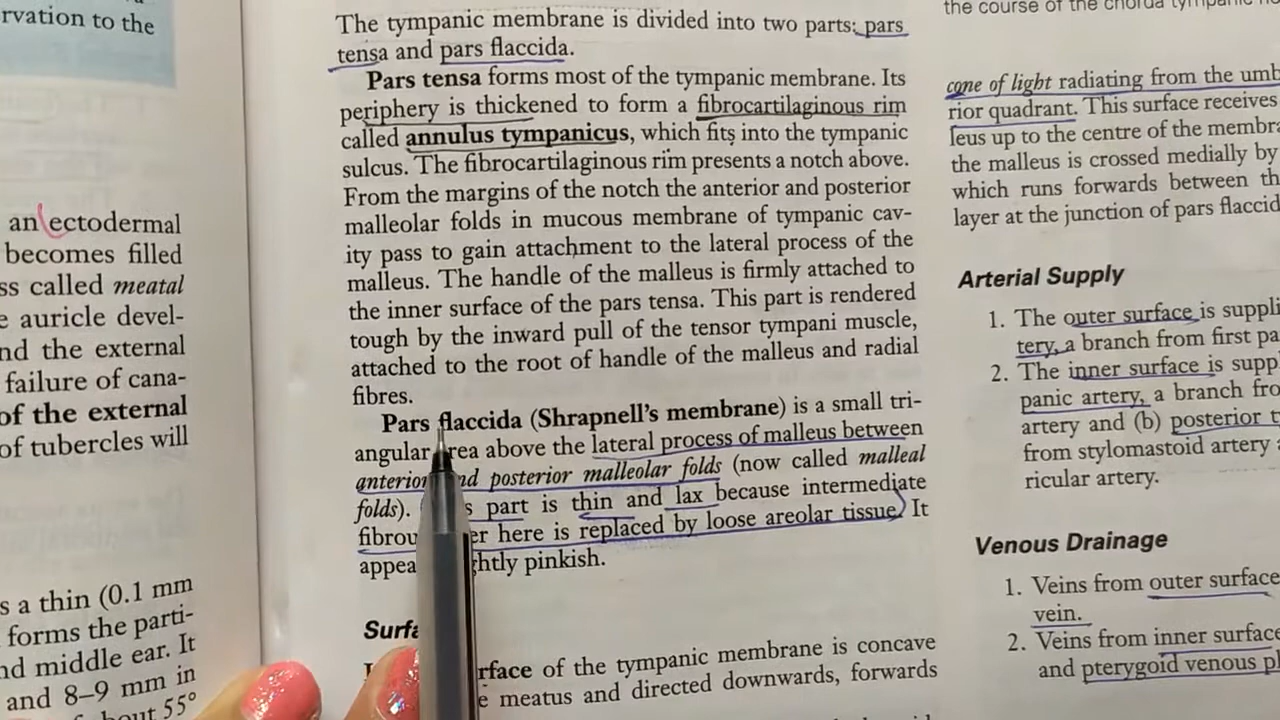 rvation to the
an ectodermal
becomes filled
ss called meatal
e auricle devel-
nd the external
failure of cana-
of the external
of tubercles will
s a thin (0.1 mm
forms the parti-
nd middle ear. It
and 8–9 mm in
55°
The tympanic membrane is divided into two parts: pars
tensa and pars flaccida.
Pars tensa forms most of the tympanic membrane. Its
periphery is thickened to form a fibrocartilaginous rim
called annulus tympanicus, which fits into the tympanic
sulcus. The fibrocartilaginous rim presents a notch above.
From the margins of the notch the anterior and posterior
malleolar folds in mucous membrane of tympanic cav-
ity pass to gain attachment to the lateral process of the
malleus. The handle of the malleus is firmly attached to
the inner surface of the pars tensa. This part is rendered
tough by the inward pull of the tensor tympani muscle,
attached to the root of handle of the malleus and radial
fibres.
Pars flaccida (Shrapnell's membrane) is a small tri-
angular rea above the lateral process of malleus between
anterior nd posterior malleolar folds (now called malleal
folds). s part is thin and lax because intermediate
fibrou er here is replaced by loose areolar tissue. It
appea ghtly pinkish.
Surfa
rface of the tympanic membrane is concave
e meatus and directed downwards, forwards
the course of the chorda tympani
cone of light radiating from the umb
rior quadrant. This surface receives
leus up to the centre of the membra
the malleus is crossed medially by
which runs forwards between th
layer at the junction of pars flaccid
Arterial Supply
1. The outer surface is suppli
tery, a branch from first pa
2. The inner surface is supp
panic artery, a branch fro
artery and (b) posterior t
from stylomastoid artery
ricular artery.
Venous Drainage
1. Veins from outer surface
vein.
2. Veins from inner surface
and pterygoid venous pl